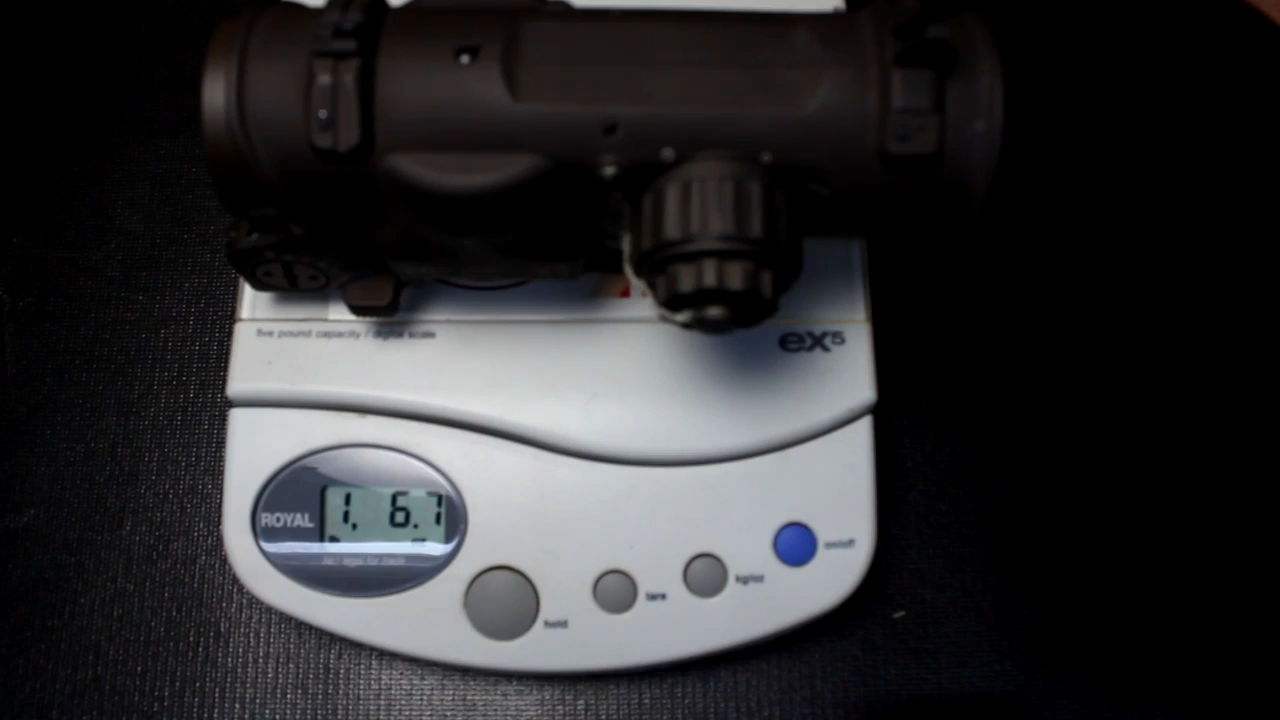 five pound capacity / digital scale
ex5
ROYAL
1, 6.7
hold
tare
kg/oz
on/off